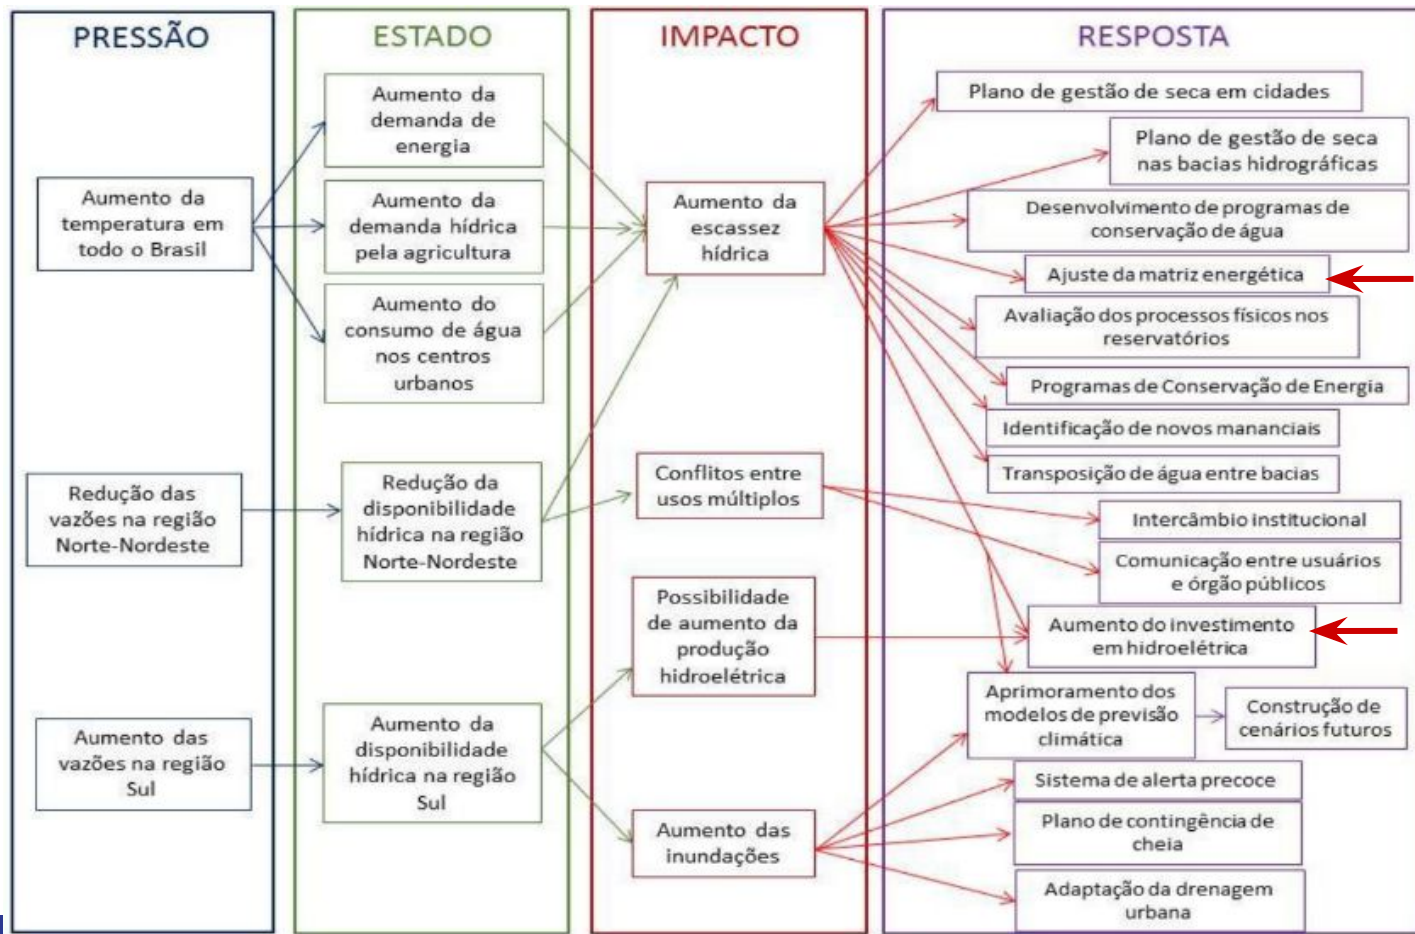 PRESSÃO
Aumento da
temperatura em
todo o Brasil
Redução das
vazões na região
Norte-Nordeste
Aumento das
vazões na região
Sul
ESTADO
Aumento da
demanda de
energia
Aumento da
demanda hídrica
pela agricultura
Aumento do
consumo de água
nos centros
urbanos
Redução da
disponibilidade
hídrica na região
Norte-Nordeste
Aumento da
disponibilidade
hídrica na região
Sul
IMPACTO
Aumento da
escassez
hídrica
Conflitos entre
usos múltiplos
Possibilidade
de aumento da
produção
hidroelétrica
Aumento das
inundações
RESPOSTA
Plano de gestão de seca em cidades
Plano de gestão de seca
nas bacias hidrográficas
Desenvolvimento de programas de
conservação de água
Ajuste da matriz energética
Avaliação dos processos físicos nos
reservatórios
Programas de Conservação de Energia
Identificação de novos mananciais
Transposição de água entre bacias
Intercâmbio institucional
Comunicação entre usuários
e órgão públicos
Aumento do investimento
em hidroelétrica
Aprimoramento dos
modelos de previsão
climática
Construção de
cenários futuros
Sistema de alerta precoce
Plano de contingência de
cheia
Adaptação da drenagem
urbana